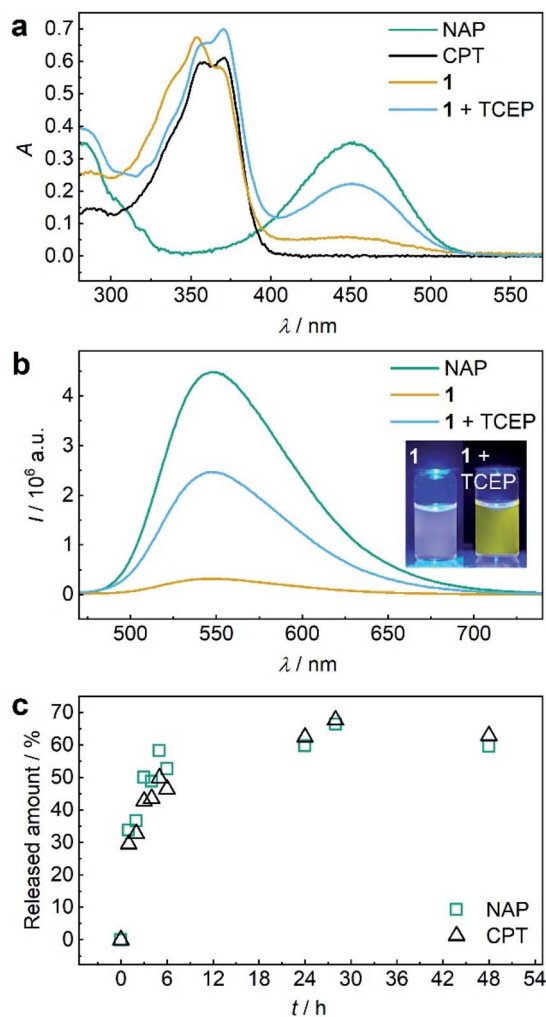 a
NAP
CPT
1
1 + TCEP
A
0.7
0.6
0.5
0.4
0.3
0.2
0.1
0.0
300 350 400 450 500 550
λ / nm
b
NAP
1
1 + TCEP
I / 10⁶ a.u.
4
2
0
1 1 +
TCEP
500 550 600 650 700
λ / nm
c
Released amount / %
70
60
50
40
30
20
10
0
NAP
CPT
0 6 12 18 24 30 36 42 48 54
t / h